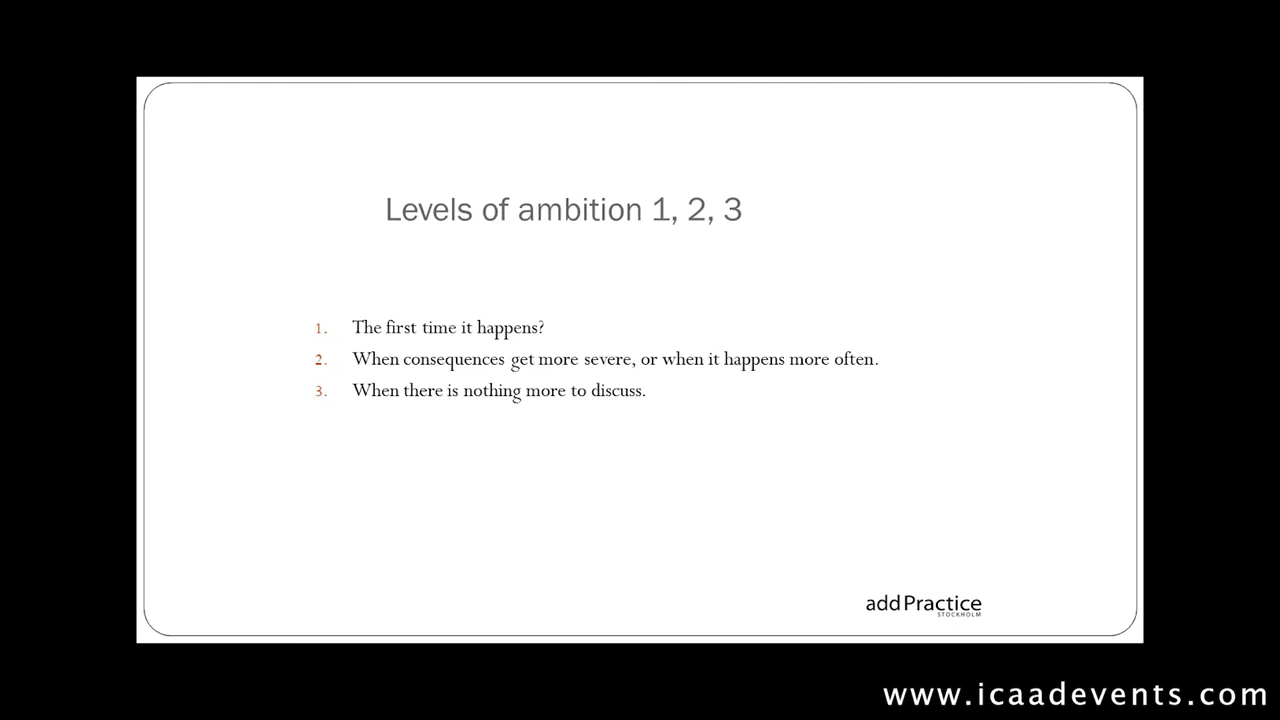 Levels of ambition 1, 2, 3
1. The first time it happens?
2. When consequences get more severe, or when it happens more often.
3. When there is nothing more to discuss.
addPractice
STOCKHOLM
www.icaadevents.com